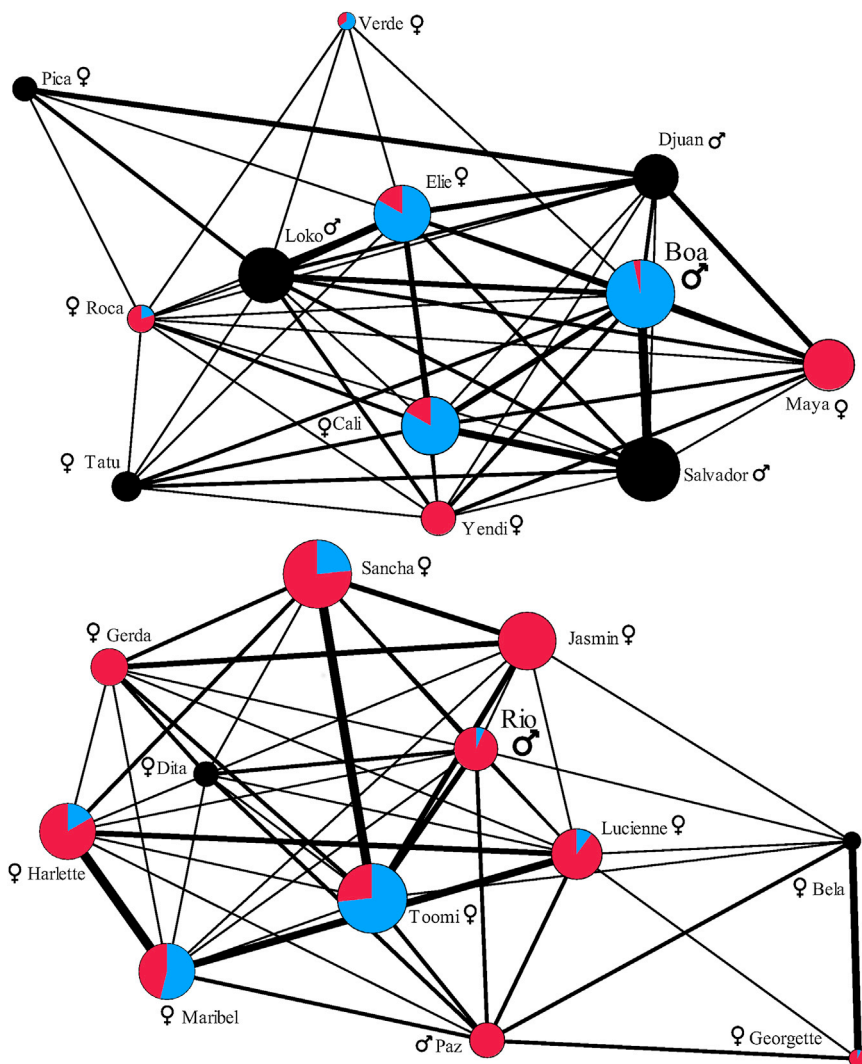 Verde ♀
Pica ♀
Djuan ♂
Elie ♀
Loko ♂
Boa ♂
♀ Roca
Maya ♀
♀ Cali
♀ Tatu
Salvador ♂
Yendi ♀
Sancha ♀
♀ Gerda
Jasmin ♀
Rio ♂
♀ Dita
Lucienne ♀
♀ Harlette
♀ Bela
Toomi ♀
♀ Maribel
♂ Paz
♀ Georgette